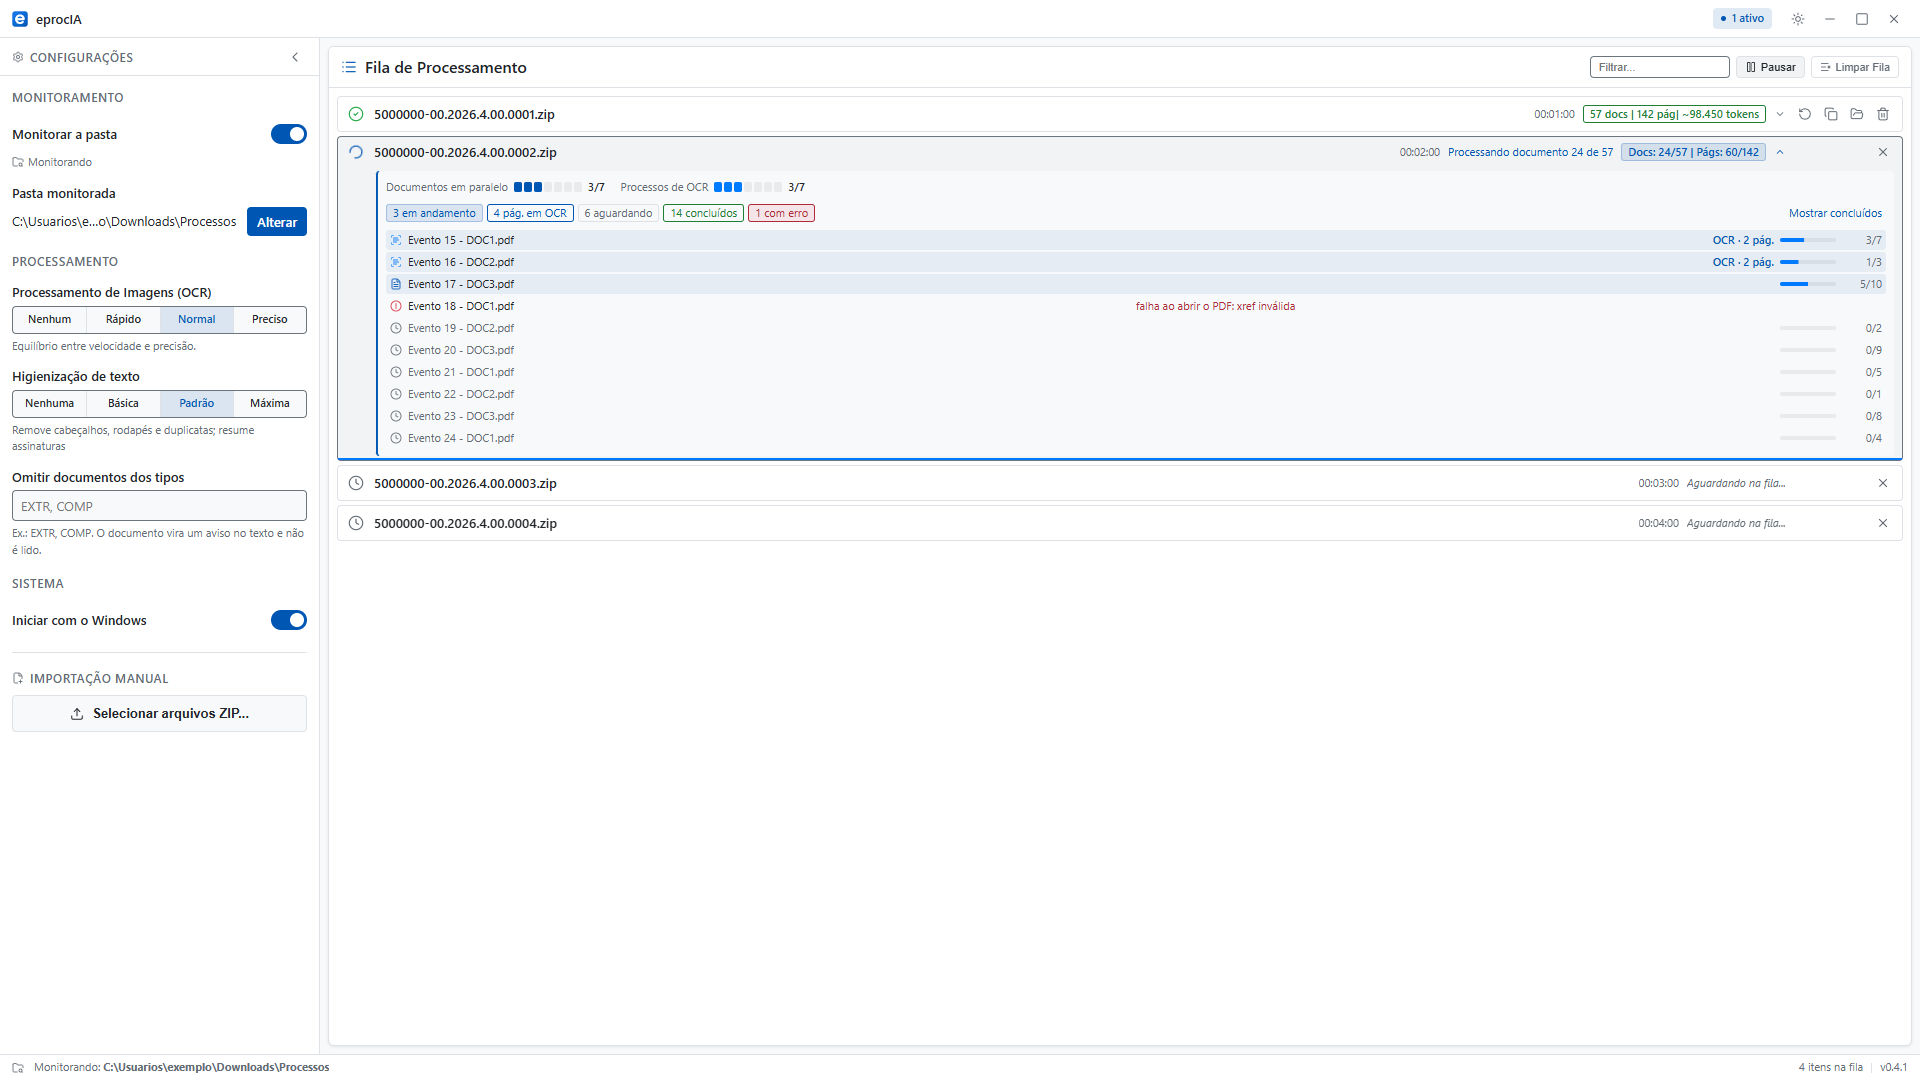 eprocIA
1 ativo
CONFIGURAÇÕES
MONITORAMENTO
Monitorar a pasta
Monitorando
Pasta monitorada
C:\Usuarios\e...o\Downloads\Processos
Alterar
PROCESSAMENTO
Processamento de Imagens (OCR)
Nenhum Rápido Normal Preciso
Equilíbrio entre velocidade e precisão.
Higienização de texto
Nenhuma Básica Padrão Máxima
Remove cabeçalhos, rodapés e duplicatas; resume
assinaturas
Omitir documentos dos tipos
EXTR, COMP
Ex.: EXTR, COMP. O documento vira um aviso no texto e não
é lido.
SISTEMA
Iniciar com o Windows
IMPORTAÇÃO MANUAL
Selecionar arquivos ZIP...
Fila de Processamento
Filtrar...
Pausar
Limpar Fila
5000000-00.2026.4.00.0001.zip 00:01:00 57 docs | 142 pág| ~98.450 tokens
5000000-00.2026.4.00.0002.zip 00:02:00 Processando documento 24 de 57 Docs: 24/57 | Págs: 60/142
Documentos em paralelo 3/7 Processos de OCR 3/7
3 em andamento 4 pág. em OCR 6 aguardando 14 concluídos 1 com erro Mostrar concluídos
Evento 15 - DOC1.pdf OCR · 2 pág. 3/7
Evento 16 - DOC2.pdf OCR · 2 pág. 1/3
Evento 17 - DOC3.pdf 5/10
Evento 18 - DOC1.pdf falha ao abrir o PDF: xref inválida
Evento 19 - DOC2.pdf 0/2
Evento 20 - DOC3.pdf 0/9
Evento 21 - DOC1.pdf 0/5
Evento 22 - DOC2.pdf 0/1
Evento 23 - DOC3.pdf 0/8
Evento 24 - DOC1.pdf 0/4
5000000-00.2026.4.00.0003.zip 00:03:00 Aguardando na fila...
5000000-00.2026.4.00.0004.zip 00:04:00 Aguardando na fila...
Monitorando: C:\Usuarios\exemplo\Downloads\Processos
4 itens na fila v0.4.1